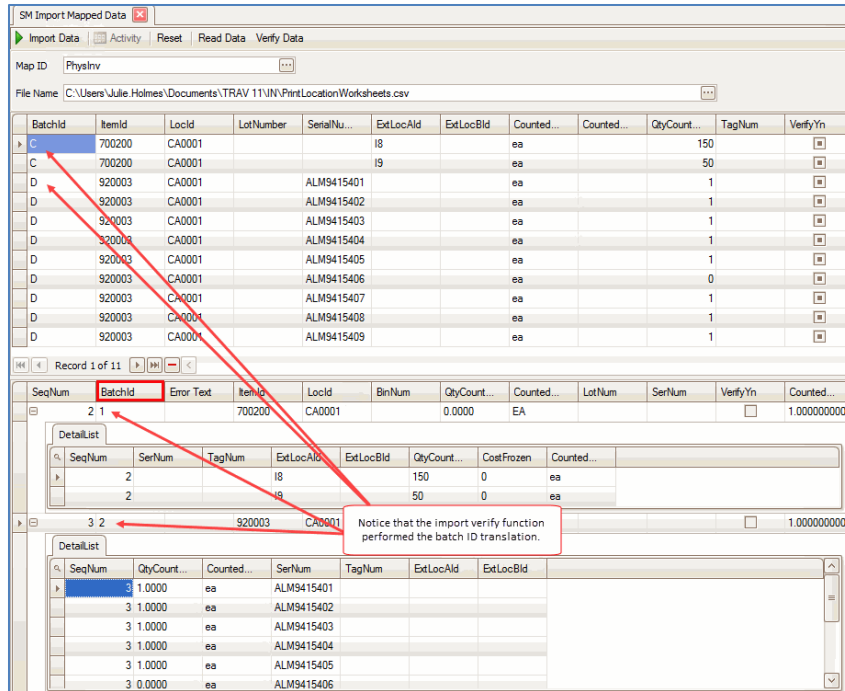 SM Import Mapped Data
Import Data Activity Reset Read Data Verify Data
Map ID PhysInv
File Name C:\Users\Julie.Holmes\Documents\TRAV 11\IN\PrintLocationWorksheets.csv
BatchId ItemId LocId LotNumber SerialNu... ExtLocAId ExtLocBId Counted... Counted... QtyCount... TagNum VerifyYn
C 700200 CA0001 I8 ea 150
C 700200 CA0001 I9 ea 50
D 920003 CA0001 ALM9415401 ea 1
D 920003 CA0001 ALM9415402 ea 1
D 920003 CA0001 ALM9415403 ea 1
D 920003 CA0001 ALM9415404 ea 1
D 920003 CA0001 ALM9415405 ea 1
D 920003 CA0001 ALM9415406 ea 0
D 920003 CA0001 ALM9415407 ea 1
D 920003 CA0001 ALM9415408 ea 1
D 920003 CA0001 ALM9415409 ea 1
Record 1 of 11
SeqNum BatchId Error Text ItemId LocId BinNum QtyCount... Counted... LotNum SerNum VerifyYn Counted...
2 1 700200 CA0001 0.0000 EA 1.000000000
DetailList
SeqNum SerNum TagNum ExtLocAId ExtLocBId QtyCount... CostFrozen Counted...
2 I8 150 0 ea
2 I9 50 0 ea
3 2 920003 CA0001 1.000000000
Notice that the import verify function
performed the batch ID translation.
DetailList
SeqNum QtyCount... Counted... SerNum TagNum ExtLocAId ExtLocBId
3 1.0000 ea ALM9415401
3 1.0000 ea ALM9415402
3 1.0000 ea ALM9415403
3 1.0000 ea ALM9415404
3 1.0000 ea ALM9415405
3 0.0000 ea ALM9415406